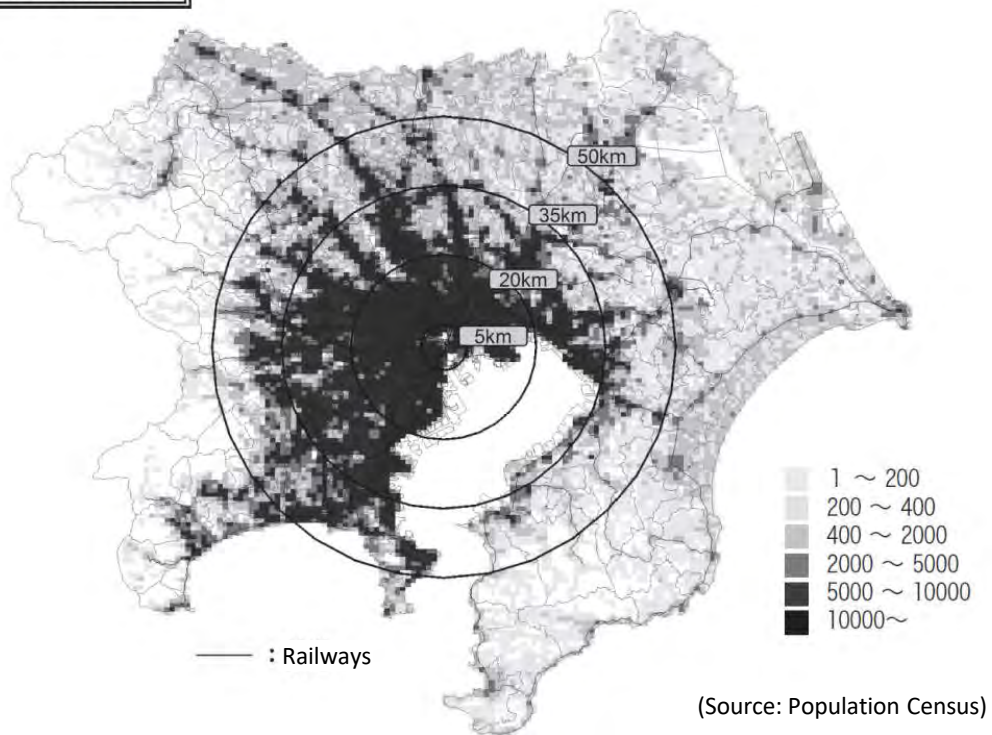 50km
35km
20km
5km
1 ～ 200
200 ～ 400
400 ～ 2000
2000 ～ 5000
5000 ～ 10000
10000～
: Railways
(Source: Population Census)